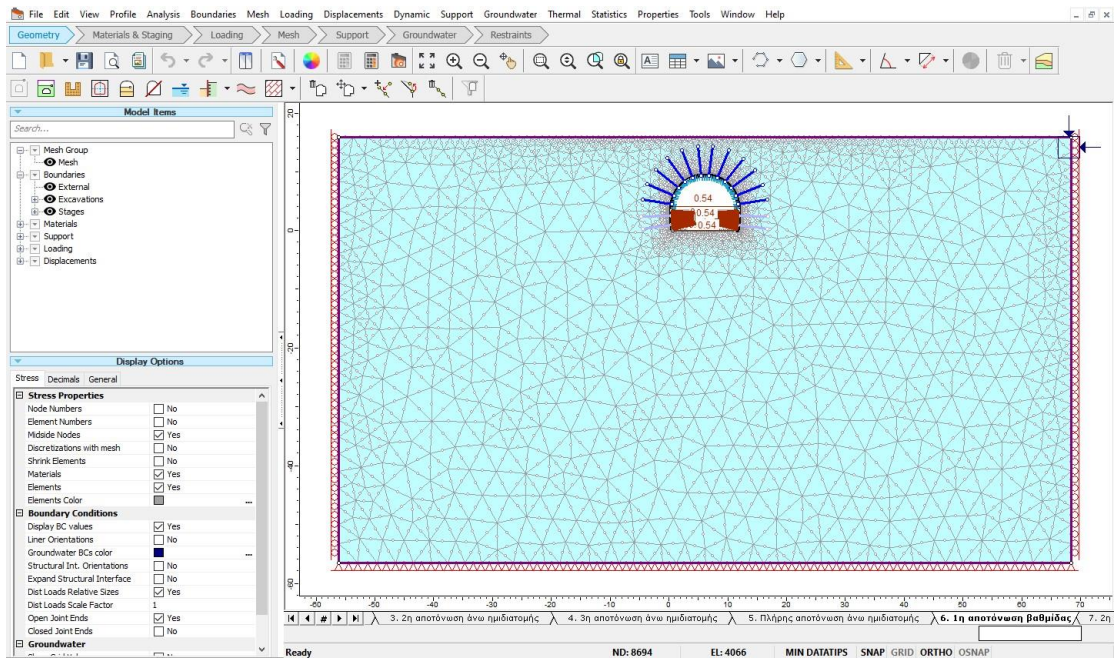 File Edit View Profile Analysis Boundaries Mesh Loading Displacements Dynamic Support Groundwater Thermal Statistics Properties Tools Window Help
Geometry Materials & Staging Loading Mesh Support Groundwater Restraints
Model Items
Search...
Mesh Group
Mesh
Boundaries
External
Excavations
Stages
Materials
Support
Loading
Displacements
Display Options
Stress Decimals General
Stress Properties
Node Numbers No
Element Numbers No
Midside Nodes Yes
Discretizations with mesh No
Shrink Elements No
Materials Yes
Elements Yes
Elements Color ...
Boundary Conditions
Display BC values Yes
Liner Orientations No
Groundwater BCs color ...
Structural Int. Orientations No
Expand Structural Interface No
Dist Loads Relative Sizes Yes
Dist Loads Scale Factor 1
Open Joint Ends Yes
Closed Joint Ends No
Groundwater
20
0
-20
-40
-60
0.54
0.54
0.54
-60 -50 -40 -30 -20 -10 0 10 20 30 40 50 60 70
3. 2η αποτόνωση άνω ημιδιατομής 4. 3η αποτόνωση άνω ημιδιατομής 5. Πλήρης αποτόνωση άνω ημιδιατομής 6. 1η αποτόνωση βαθμίδας 7. 2η
Ready ND: 8694 EL: 4066 MIN DATATIPS SNAP GRID ORTHO OSNAP